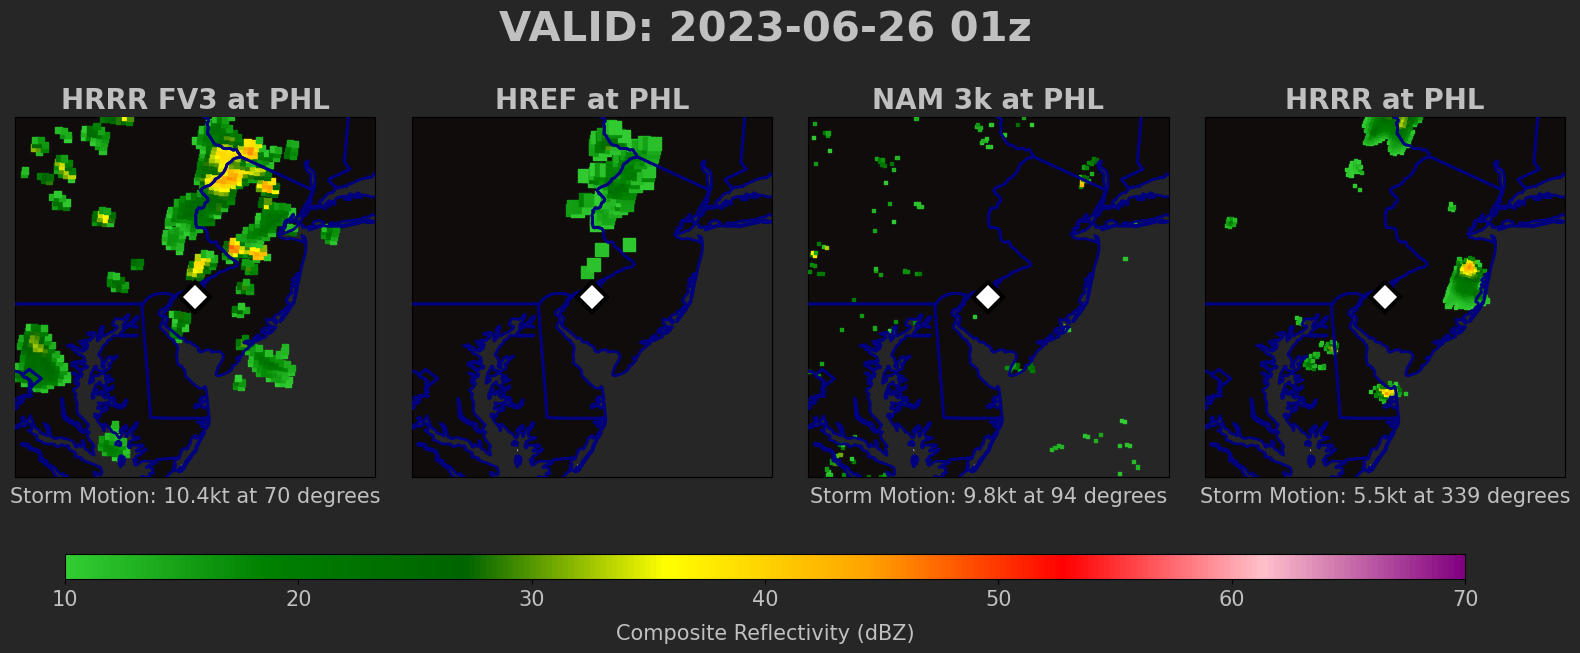 VALID: 2023-06-26 01z
HRRR FV3 at PHL
HREF at PHL
NAM 3k at PHL
HRRR at PHL
Storm Motion: 10.4kt at 70 degrees
Storm Motion: 9.8kt at 94 degrees
Storm Motion: 5.5kt at 339 degrees
10 20 30 40 50 60 70
Composite Reflectivity (dBZ)